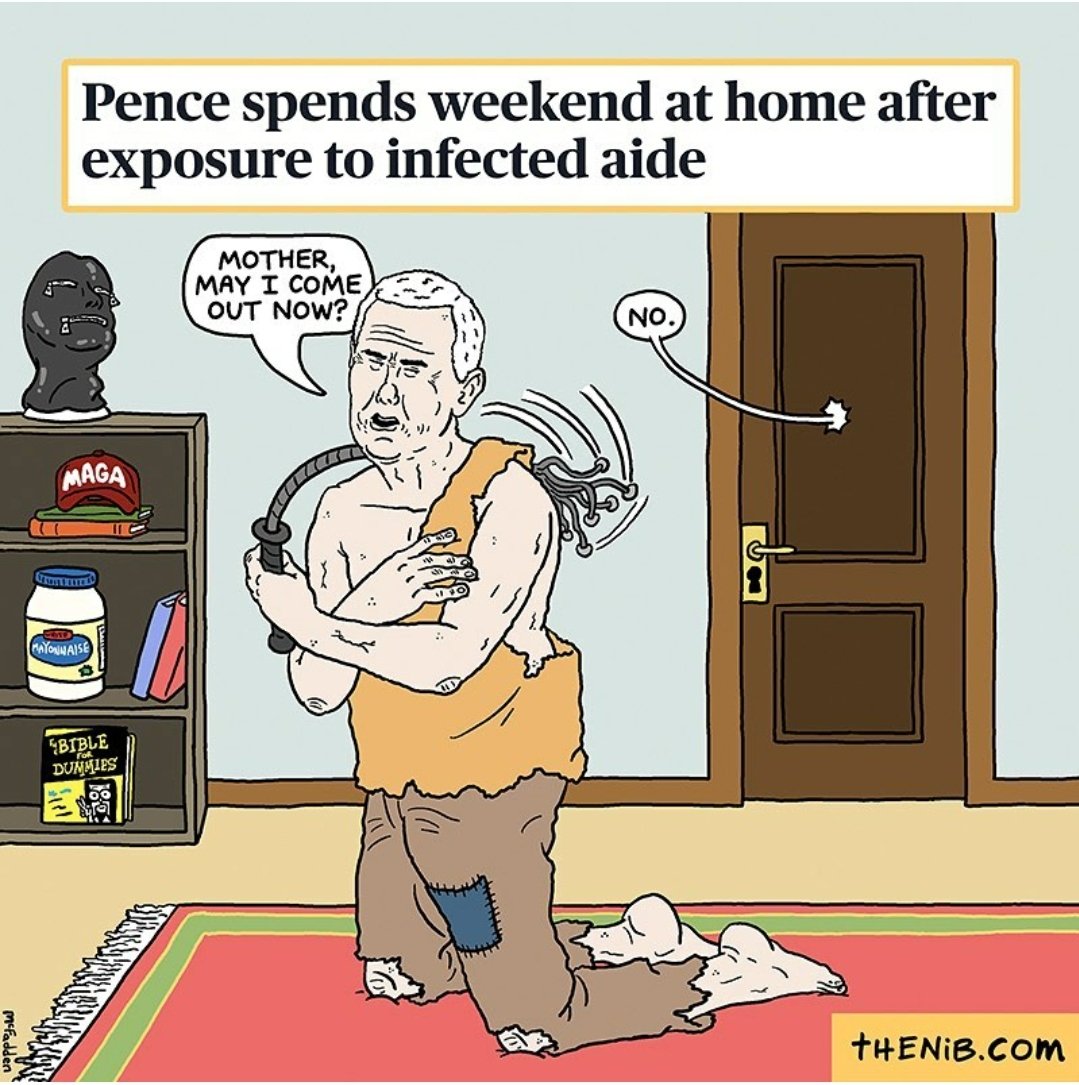 Pence spends weekend at home after
exposure to infected aide
MOTHER,
MAY I COME
OUT NOW?
NO.
MAGA
MAYONNAISE
BIBLE
FOR
DUMMIES
McFadden
THENIB.COM